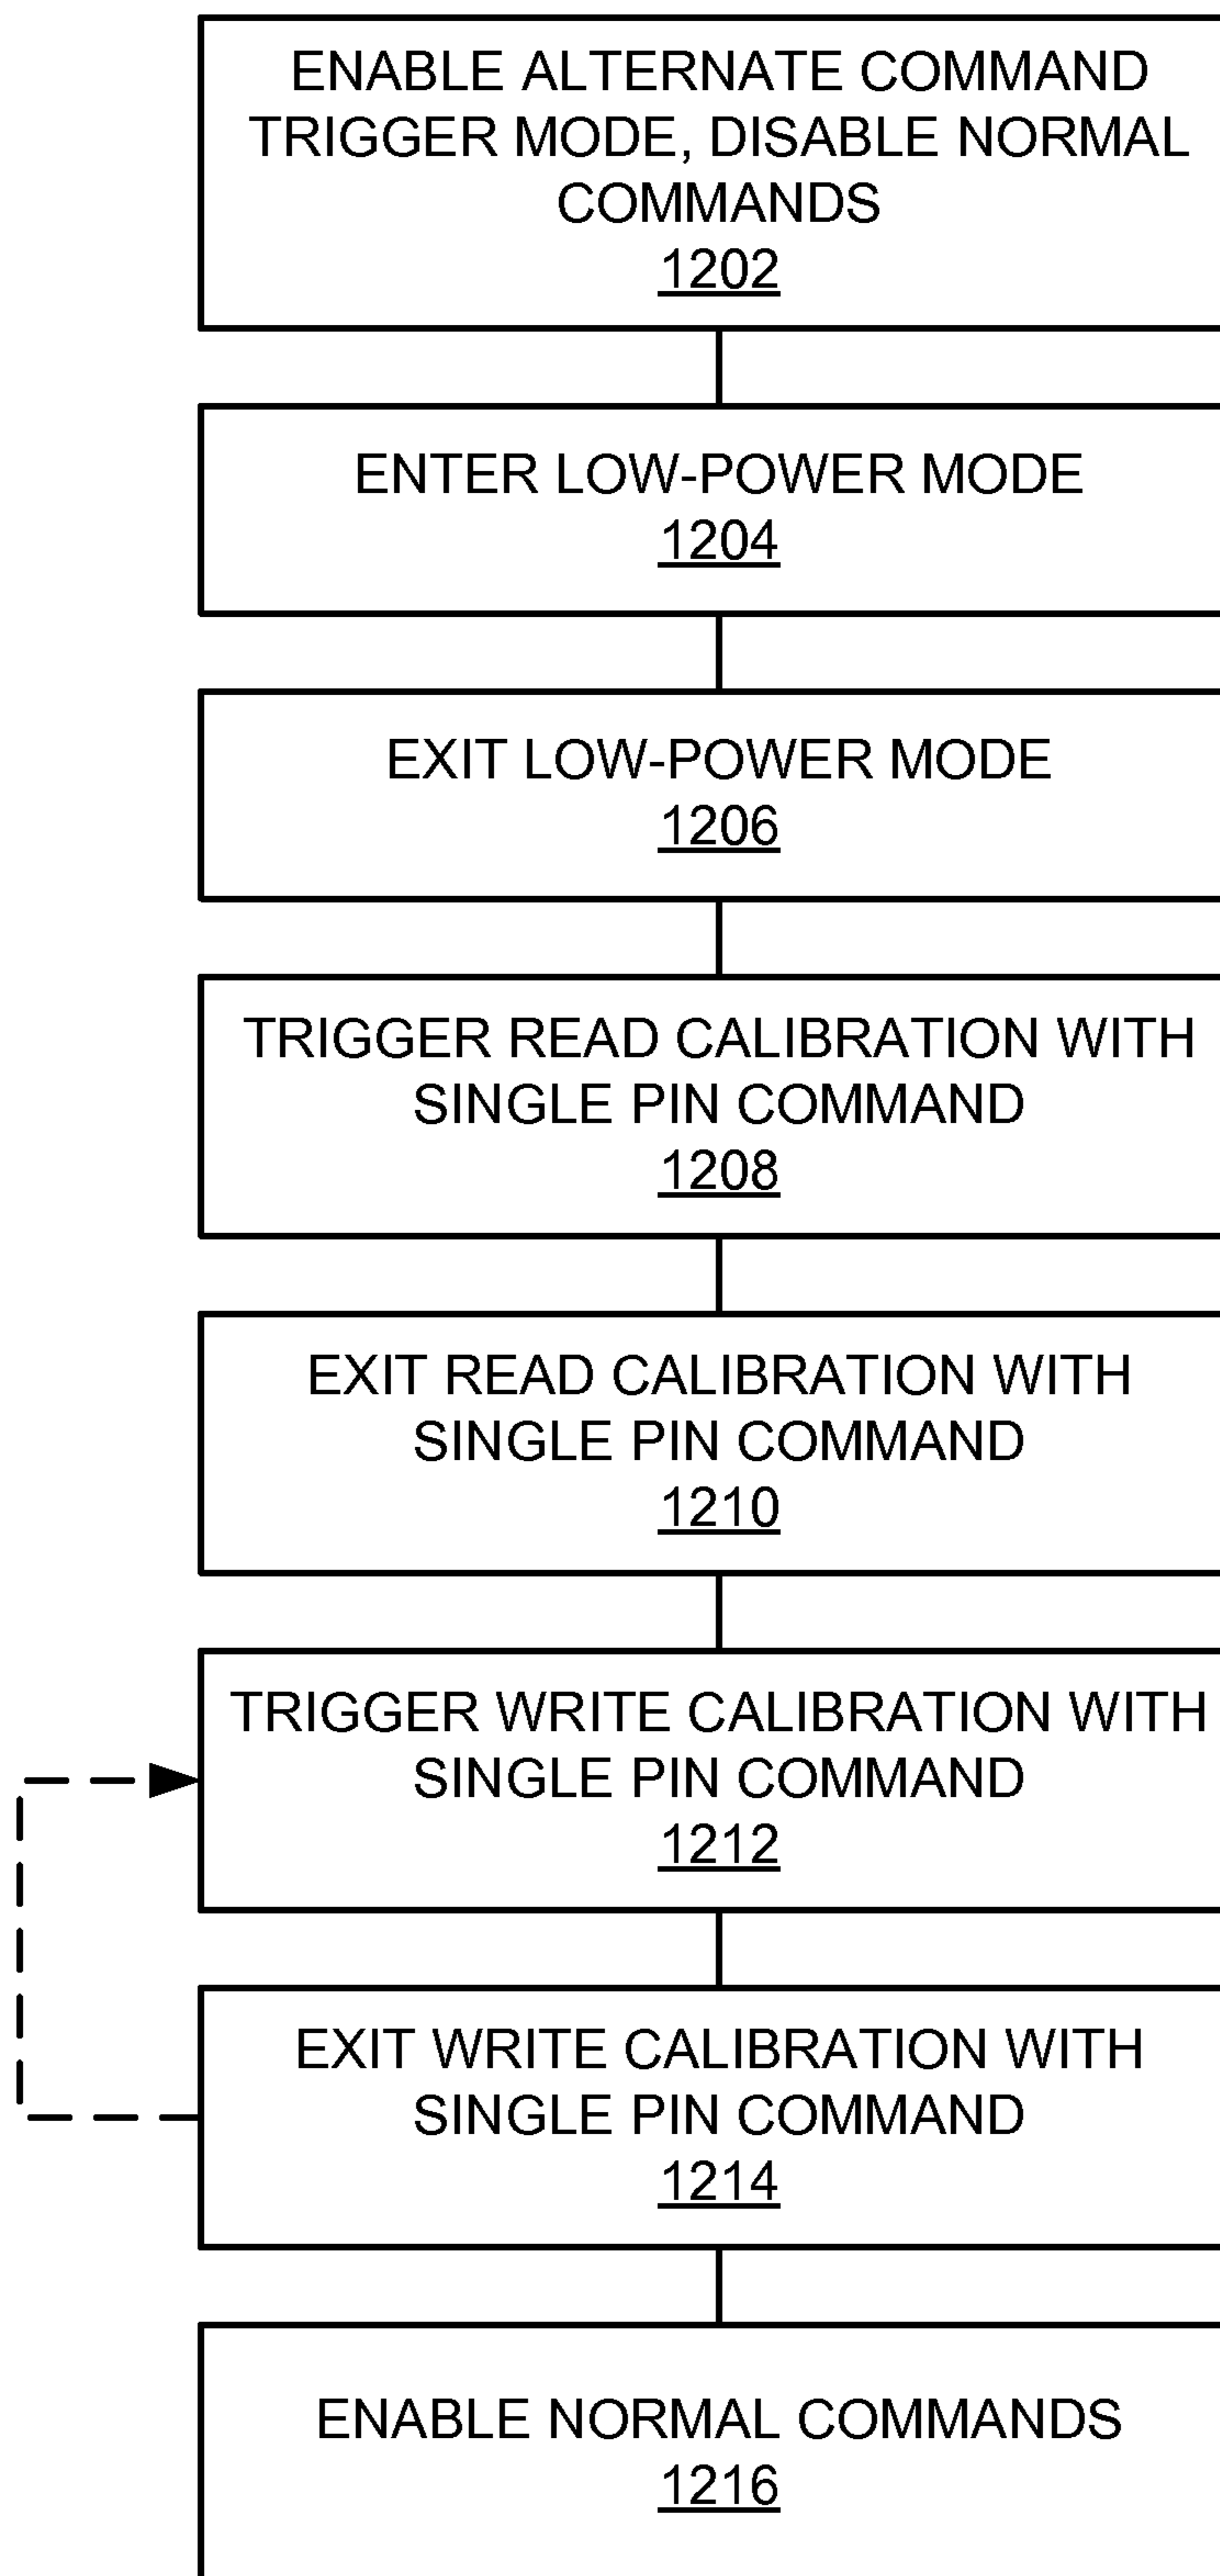 ENABLE ALTERNATE COMMAND
TRIGGER MODE, DISABLE NORMAL
COMMANDS
1202
ENTER LOW-POWER MODE
1204
EXIT LOW-POWER MODE
1206
TRIGGER READ CALIBRATION WITH
SINGLE PIN COMMAND
1208
EXIT READ CALIBRATION WITH
SINGLE PIN COMMAND
1210
TRIGGER WRITE CALIBRATION WITH
SINGLE PIN COMMAND
1212
EXIT WRITE CALIBRATION WITH
SINGLE PIN COMMAND
1214
ENABLE NORMAL COMMANDS
1216